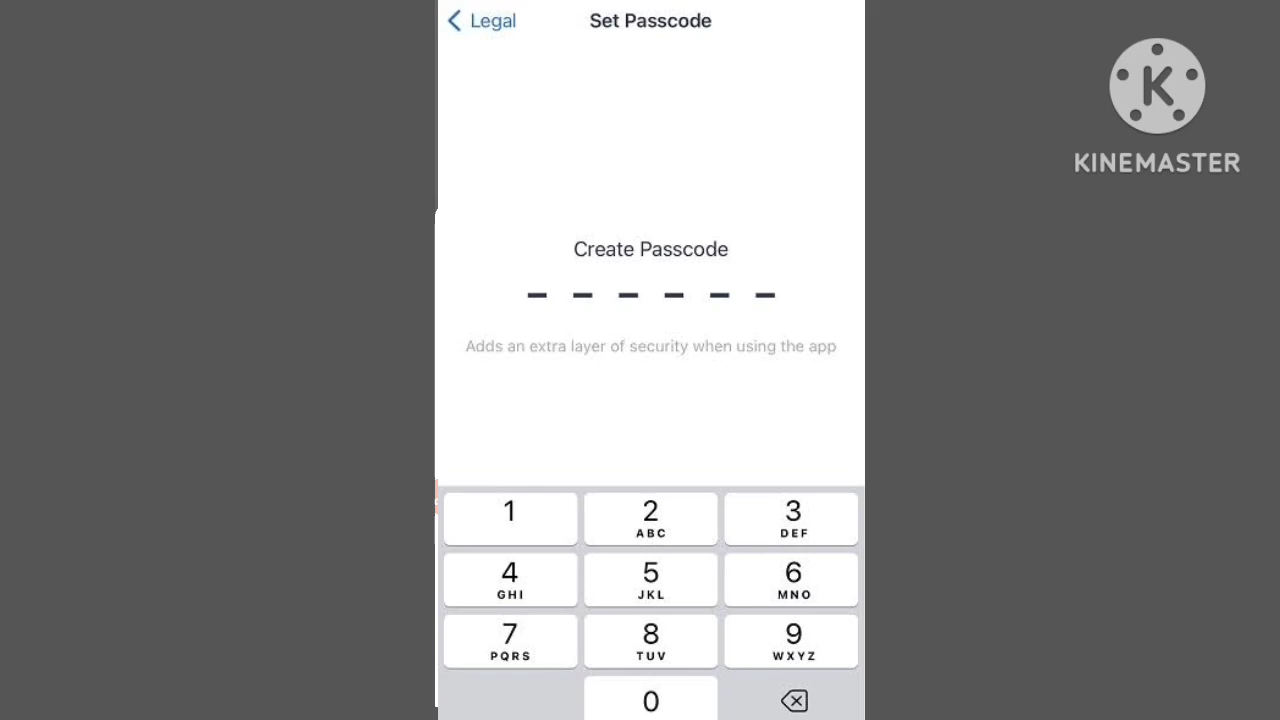 Legal
Set Passcode
K
KINEMASTER
Create Passcode
Adds an extra layer of security when using the app
1
2
3
ABC
DEF
4
5
6
GHI
JKL
MNO
7
8
9
PQRS
TUV
WXYZ
0